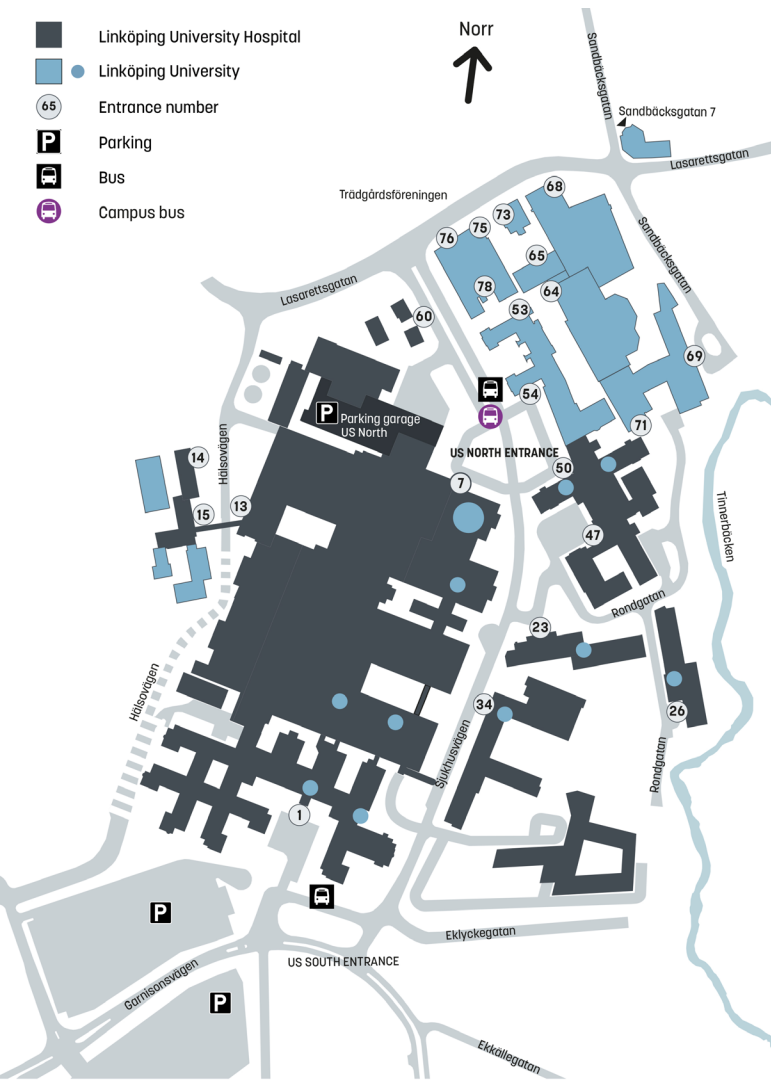 Linköping University Hospital
Linköping University
65
Entrance number
P
Parking
Bus
Campus bus
Norr
Sandbäcksgatan
Sandbäcksgatan 7
Lasarettsgatan
Trädgårdsföreningen
68
73
75
76
65
Sandbäcksgatan
78
64
Lasarettsgatan
53
60
69
54
P
Parking garage
US North
71
US NORTH ENTRANCE
Hälsovägen
14
50
7
Tinnerbäcken
15
13
47
Rondgatan
23
Hälsovägen
34
26
Sjukhusvägen
Rondgatan
1
P
Eklyckegatan
US SOUTH ENTRANCE
Garnisonsvägen
P
Ekkällegatan